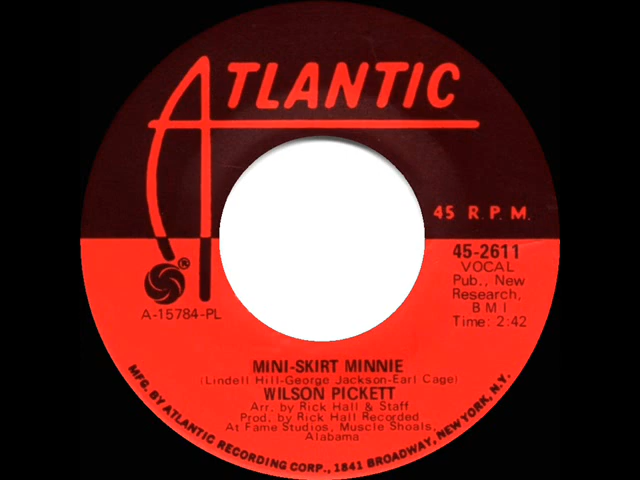 ATLANTIC
45 R.P.M.
45-2611
VOCAL
Pub., New
Research,
BMI
Time: 2:42
®
A-15784-PL
MINI-SKIRT MINNIE
(Lindell Hill-George Jackson-Earl Cage)
WILSON PICKETT
Arr. by Rick Hall & Staff
Prod. by Rick Hall Recorded
At Fame Studios, Muscle Shoals,
Alabama
MFG. BY ATLANTIC RECORDING CORP., 1841 BROADWAY, NEW YORK, N.Y.